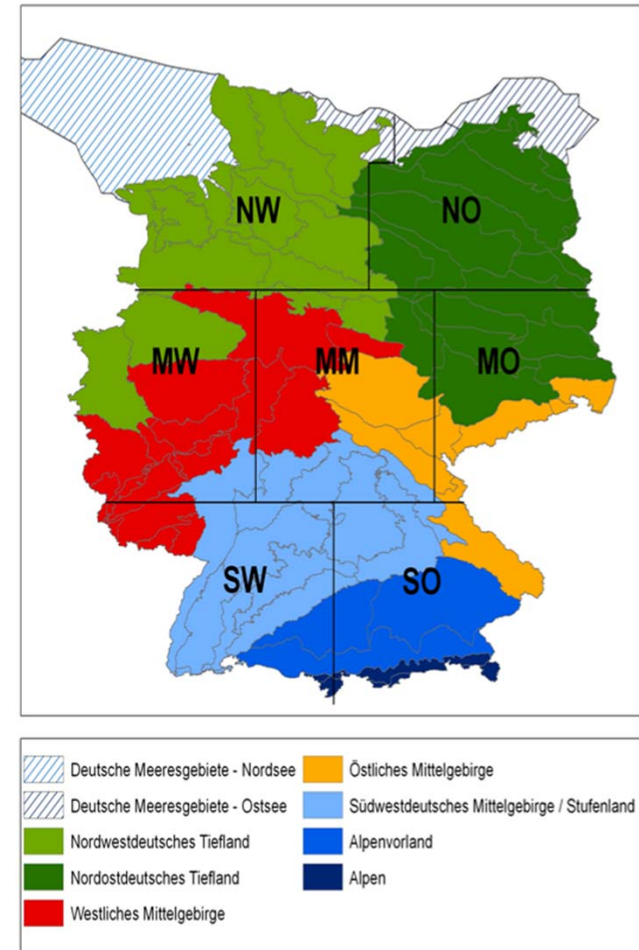 NW
NO
MW
MM
MO
SW
SO
Deutsche Meeresgebiete - Nordsee
Deutsche Meeresgebiete - Ostsee
Nordwestdeutsches Tiefland
Nordostdeutsches Tiefland
Westliches Mittelgebirge
Östliches Mittelgebirge
Südwestdeutsches Mittelgebirge / Stufenland
Alpenvorland
Alpen